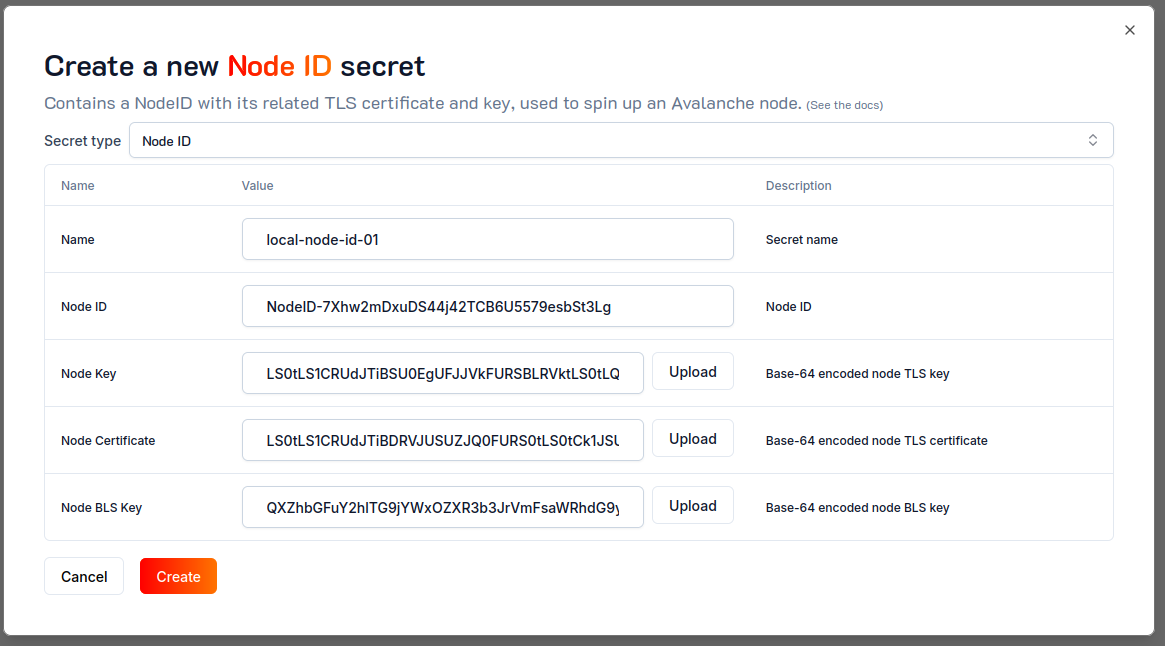 Create a new Node ID secret
Contains a NodeID with its related TLS certificate and key, used to spin up an Avalanche node. (See the docs)
Secret type Node ID
Name Value Description
Name local-node-id-01 Secret name
Node ID NodeID-7Xhw2mDxuDS44j42TCB6U5579esbSt3Lg Node ID
Node Key LS0tLS1CRUdJTiBSU0EgUFJJVkFURSBLRVktLS0tLQ Upload Base-64 encoded node TLS key
Node Certificate LS0tLS1CRUdJTiBDRVJUSUZJQ0FURS0tLS0tCk1JSU Upload Base-64 encoded node TLS certificate
Node BLS Key QXZhbGFuY2hlTG9jYWxOZXR3b3JrVmFsaWRhdG9y Upload Base-64 encoded node BLS key
Cancel Create